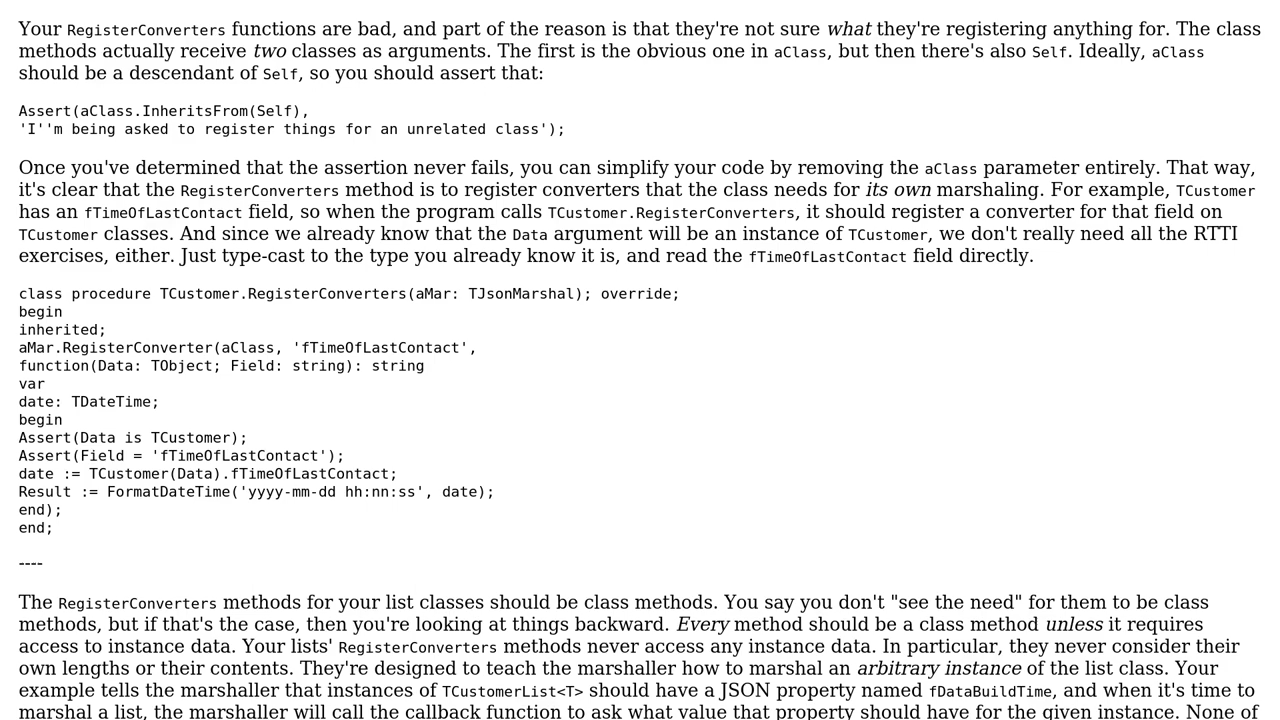 Your RegisterConverters functions are bad, and part of the reason is that they're not sure what they're registering anything for. The class
methods actually receive two classes as arguments. The first is the obvious one in aClass, but then there's also Self. Ideally, aClass
should be a descendant of Self, so you should assert that:
Assert(aClass.InheritsFrom(Self),
'I''m being asked to register things for an unrelated class');
Once you've determined that the assertion never fails, you can simplify your code by removing the aClass parameter entirely. That way,
it's clear that the RegisterConverters method is to register converters that the class needs for its own marshaling. For example, TCustomer
has an fTimeOfLastContact field, so when the program calls TCustomer.RegisterConverters, it should register a converter for that field on
TCustomer classes. And since we already know that the Data argument will be an instance of TCustomer, we don't really need all the RTTI
exercises, either. Just type-cast to the type you already know it is, and read the fTimeOfLastContact field directly.
class procedure TCustomer.RegisterConverters(aMar: TJsonMarshal); override;
begin
inherited;
aMar.RegisterConverter(aClass, 'fTimeOfLastContact',
function(Data: TObject; Field: string): string
var
date: TDateTime;
begin
Assert(Data is TCustomer);
Assert(Field = 'fTimeOfLastContact');
date := TCustomer(Data).fTimeOfLastContact;
Result := FormatDateTime('yyyy-mm-dd hh:nn:ss', date);
end);
end;
----
The RegisterConverters methods for your list classes should be class methods. You say you don't "see the need" for them to be class
methods, but if that's the case, then you're looking at things backward. Every method should be a class method unless it requires
access to instance data. Your lists' RegisterConverters methods never access any instance data. In particular, they never consider their
own lengths or their contents. They're designed to teach the marshaller how to marshal an arbitrary instance of the list class. Your
example tells the marshaller that instances of TCustomerList<T> should have a JSON property named fDataBuildTime, and when it's time to
marshal a list, the marshaller will call the callback function to ask what value that property should have for the given instance. None of